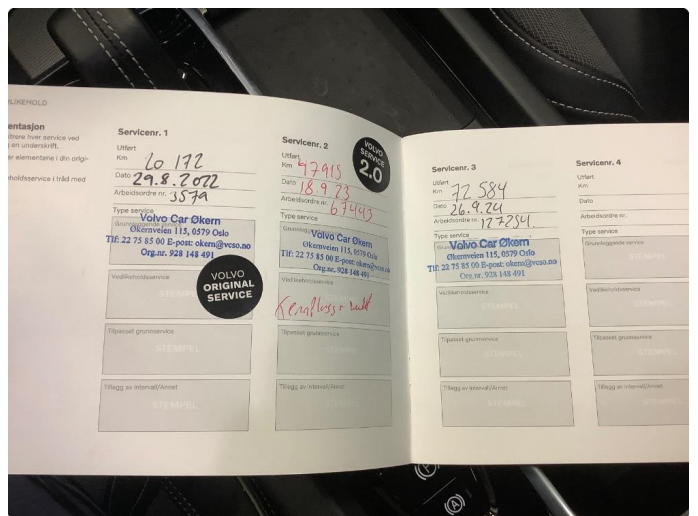 LIKEHOLD
entasjon
trere hver service ved
en underskrift.
er elementene i din origi-
holdsservice i tråd med
Servicenr. 1
Utført
Km 20 172
Dato 29.8.2022
Arbeidsordre nr. 3579
Type service
Volvo Car Økern
Økernveien 115, 0579 Oslo
Tlf: 22 75 85 00 E-post: okern@vcso.no
Org.nr. 928 148 491
Vedlikeholdsservice
VOLVO
ORIGINAL
SERVICE
Tilpasset grunnservice
STEMPEL
Tillegg av intervall/Annet
STEMPEL
Servicenr. 2
VOLVO
SERVICE
2.0
Utført
Km 47915
Dato 18.9.23
Arbeidsordre nr. 67443
Type service
Volvo Car Økern
Økernveien 115, 0579 Oslo
Tlf: 22 75 85 00 E-post: okern@vcso.no
Org.nr. 928 148 491
Vedlikeholdsservice
Tilpasset grunnservice
STEMPEL
Tillegg av intervall/Annet
STEMPEL
Servicenr. 3
Utført
Km 72 584
Dato 26.9.24
Arbeidsordre nr. 127254.
Type service
Volvo Car Økern
Økernveien 115, 0579 Oslo
Tlf: 22 75 85 00 E-post: okern@vcso.no
Org.nr. 928 148 491
Vedlikeholdsservice
Tilpasset grunnservice
Tillegg av intervall/Annet
STEMPEL
Servicenr. 4
Utført
Km
Dato
Arbeidsordre nr.
Type service
Grunnleggende service
Vedlikeholdsservice
Tilpasset grunnservice
Tillegg av intervall/Annet